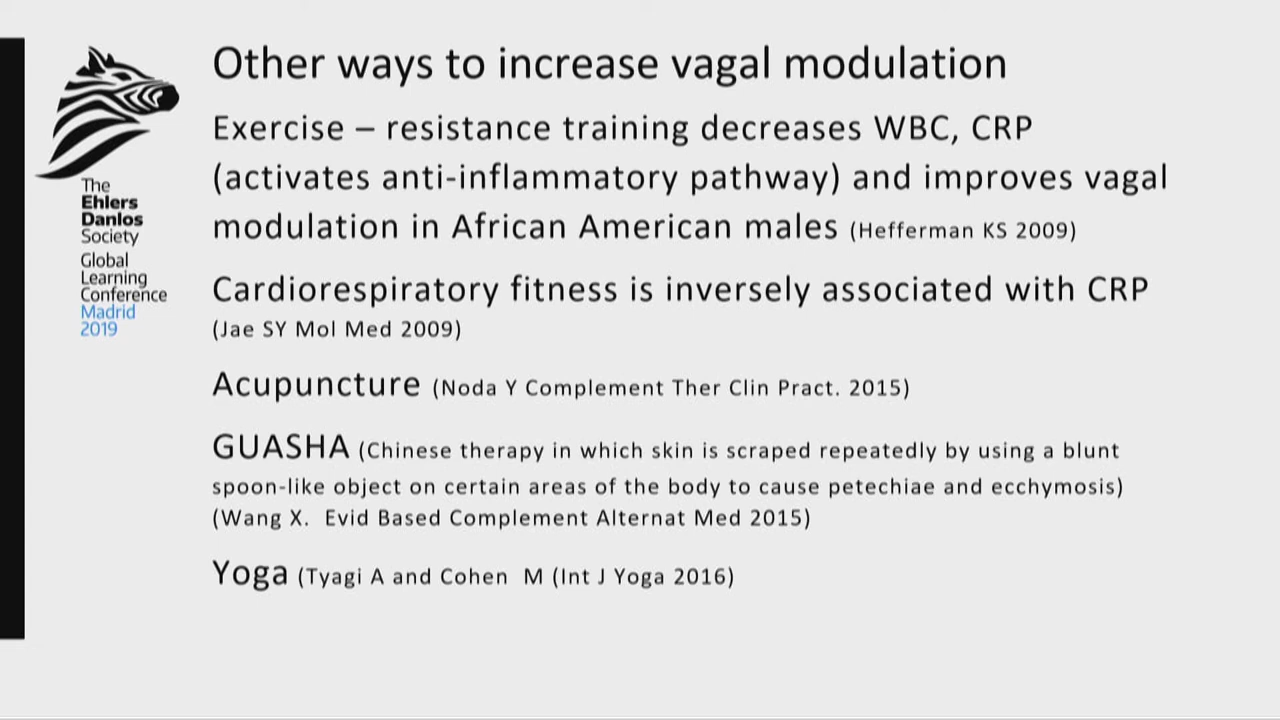 Other ways to increase vagal modulation
Exercise – resistance training decreases WBC, CRP
(activates anti-inflammatory pathway) and improves vagal
modulation in African American males (Hefferman KS 2009)
Cardiorespiratory fitness is inversely associated with CRP
(Jae SY Mol Med 2009)
Acupuncture (Noda Y Complement Ther Clin Pract. 2015)
GUASHA (Chinese therapy in which skin is scraped repeatedly by using a blunt
spoon-like object on certain areas of the body to cause petechiae and ecchymosis)
(Wang X. Evid Based Complement Alternat Med 2015)
Yoga (Tyagi A and Cohen M (Int J Yoga 2016)
The
Ehlers
Danlos
Society
Global
Learning
Conference
Madrid
2019